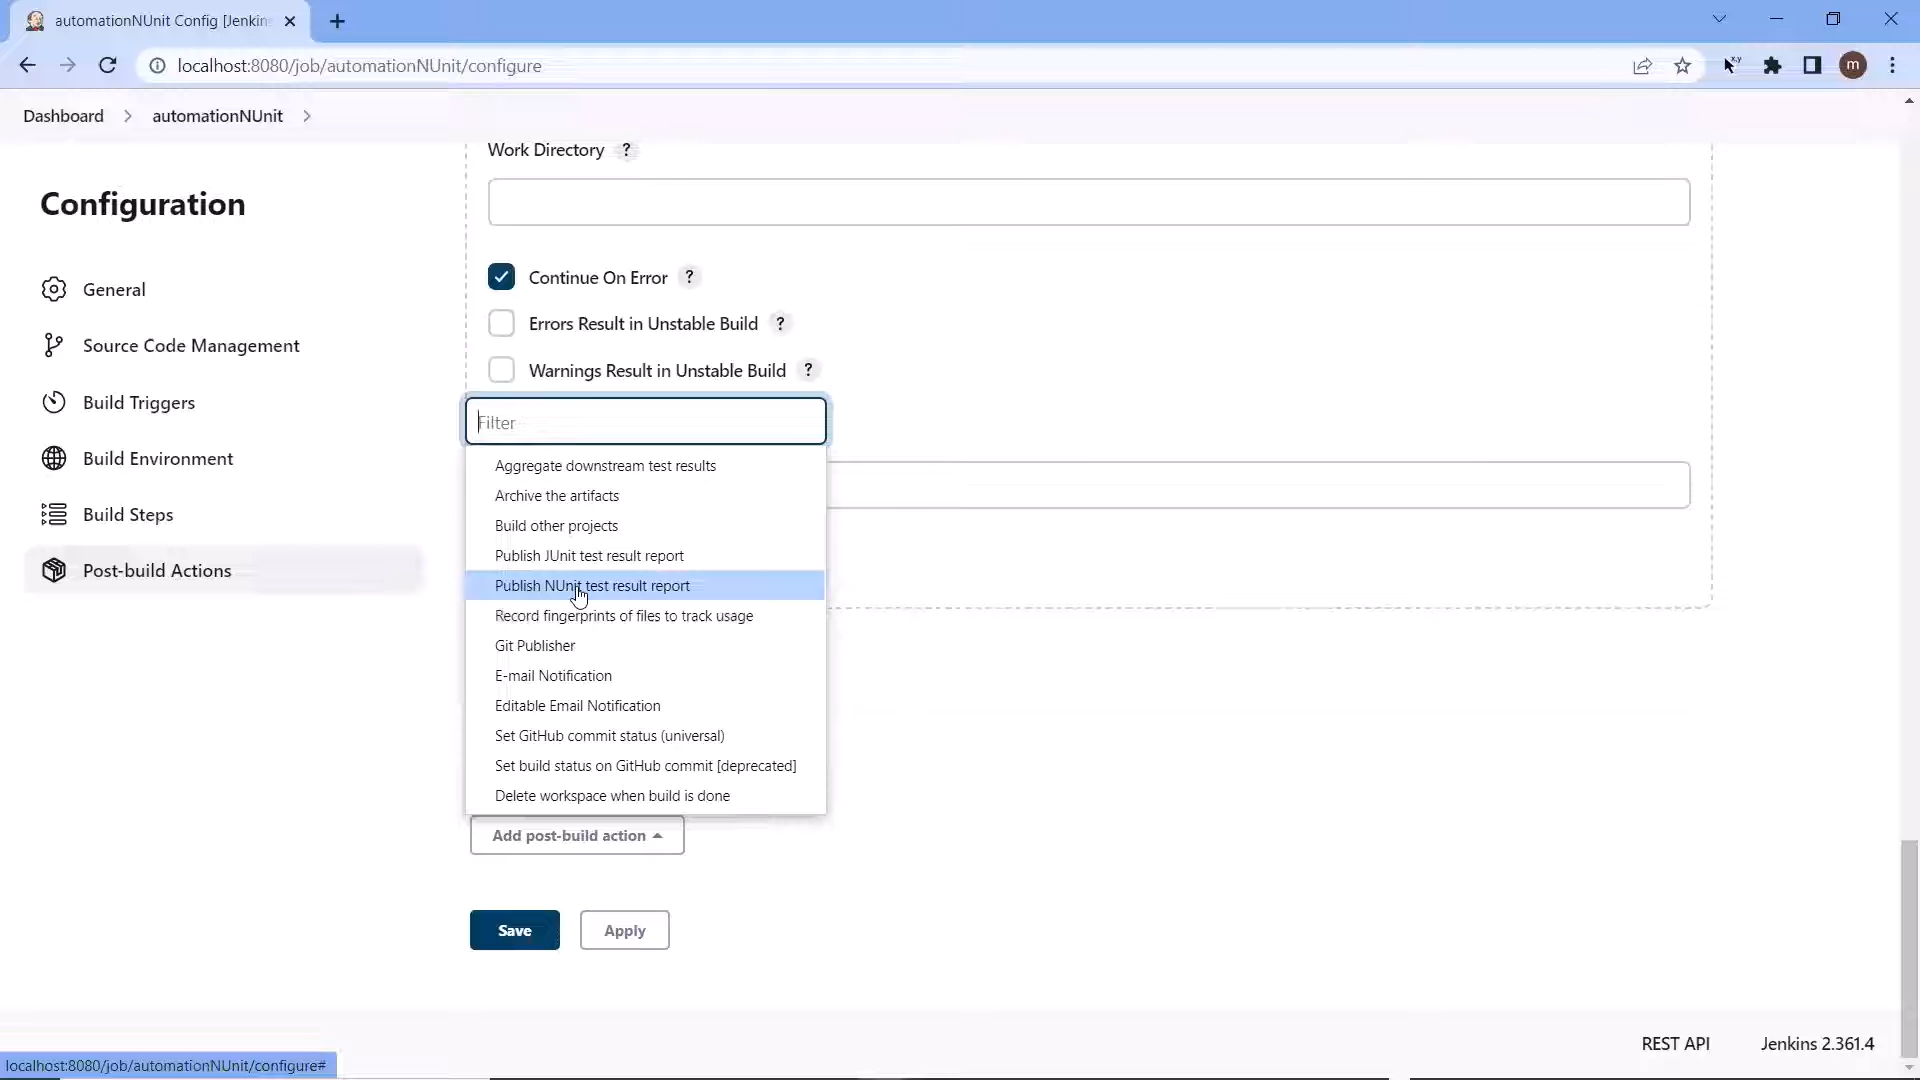 automationNUnit Config [Jenkins
localhost:8080/job/automationNUnit/configure
m
Dashboard
automationNUnit
Work Directory ?
Configuration
General
Continue On Error ?
Source Code Management
Errors Result in Unstable Build ?
Warnings Result in Unstable Build ?
Build Triggers
Filter
Build Environment
Aggregate downstream test results
Archive the artifacts
Build Steps
Build other projects
Publish JUnit test result report
Post-build Actions
Publish NUnit test result report
Record fingerprints of files to track usage
Git Publisher
E-mail Notification
Editable Email Notification
Set GitHub commit status (universal)
Set build status on GitHub commit [deprecated]
Delete workspace when build is done
Add post-build action
Save
Apply
REST API
Jenkins 2.361.4
localhost:8080/job/automationNUnit/configure#